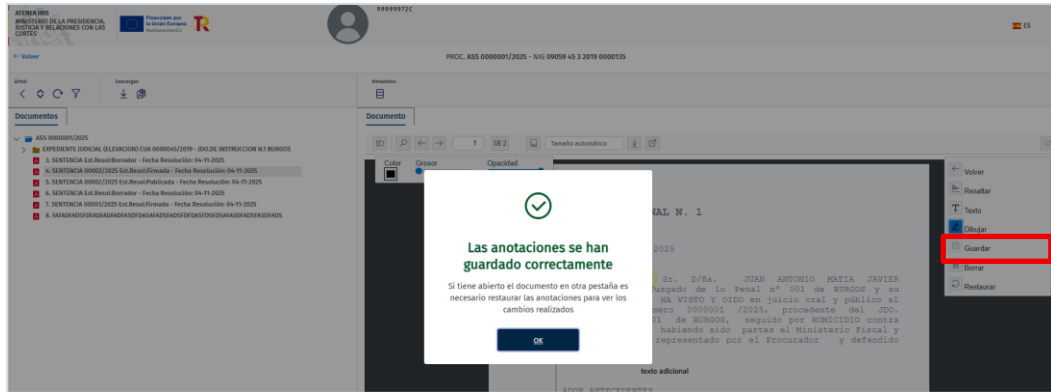 ATENEA JBIS
MINISTERIO DE LA PRESIDENCIA,
JUSTICIA Y RELACIONES CON LAS
CORTES
Financiado por
la Unión Europea
NextGenerationEU
99999972C
ES
Volver
PROC. ASS 0000001/2025 - NIG 09059 45 3 2019 0000135
Árbol
Descargas
Metadatos
Documentos
Documento
ASS 0000001/2025
EXPEDIENTE JUDICIAL (ELEVACION) CUA 0000045/2019 - JDO.DE INSTRUCCION N.1 BURGOS
3. SENTENCIA Est.Resol:Borrador - Fecha Resolución: 04-11-2025
4. SENTENCIA 00002/2025 Est.Resol:Firmada - Fecha Resolución: 04-11-2025
5. SENTENCIA 00002/2025 Est.Resol:Publicada - Fecha Resolución: 04-11-2025
6. SENTENCIA Est.Resol:Borrador - Fecha Resolución: 04-11-2025
7. SENTENCIA 00003/2025 Est.Resol:Firmada - Fecha Resolución: 04-11-2025
1
DE 2
Tamaño automático
Color
Grosor
Opacidad
Volver
Resaltar
Texto
Dibujar
Guardar
Borrar
Restaurar
Las anotaciones se han
guardado correctamente
Si tiene abierto el documento en otra pestaña es
necesario restaurar las anotaciones para ver los
cambios realizados
OK
NAL N. 1
2025
Sr. D/Ña. JUAN ANTONIO MATIA JAVIER
Juzgado de lo Penal nº 001 de BURGOS y su
HA VISTO Y OIDO en juicio oral y público el
mero 0000001 /2025, procedente del JDO.
01 de BURGOS, seguido por HOMICIDIO contra
habiendo sido partes el Ministerio Fiscal y
representado por el Procurador y defendido
texto adicional
ANTECEDENTES